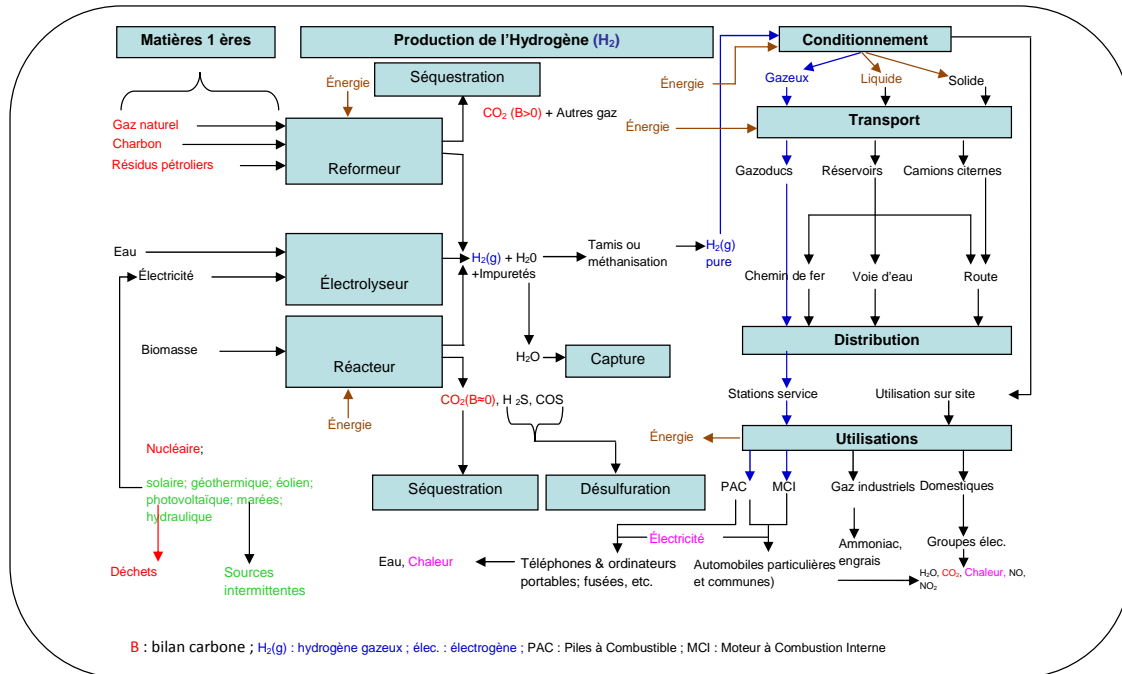 Matières 1 ères
Production de l'Hydrogène (H₂)
Conditionnement
Énergie
Séquestration
Énergie
Gazeux
Liquide
Solide
CO₂ (B>0) + Autres gaz
Gaz naturel
Charbon
Résidus pétroliers
Reformeur
Énergie
Transport
Gazoducs
Réservoirs
Camions citernes
Eau
Électricité
Électrolyseur
H₂(g) + H₂0
+Impuretés
Tamis ou
méthanisation
H₂(g)
pure
Chemin de fer
Voie d'eau
Route
Biomasse
Réacteur
H₂O
Capture
Distribution
CO₂(B≈0), H ₂S, COS
Stations service
Utilisation sur site
Énergie
Énergie
Utilisations
Nucléaire;
solaire; géothermique; éolien;
photovoltaïque; marées;
hydraulique
Séquestration
Désulfuration
PAC
MCI
Gaz industriels
Domestiques
Électricité
Déchets
Sources
intermittentes
Eau, Chaleur
Téléphones & ordinateurs
portables; fusées, etc.
Automobiles particulières
et communes)
Ammoniac,
engrais
Groupes élec.
H₂O, CO₂, Chaleur, NO,
NO₂
B : bilan carbone ; H₂(g) : hydrogène gazeux ; élec. : électrogène ; PAC : Piles à Combustible ; MCI : Moteur à Combustion Interne